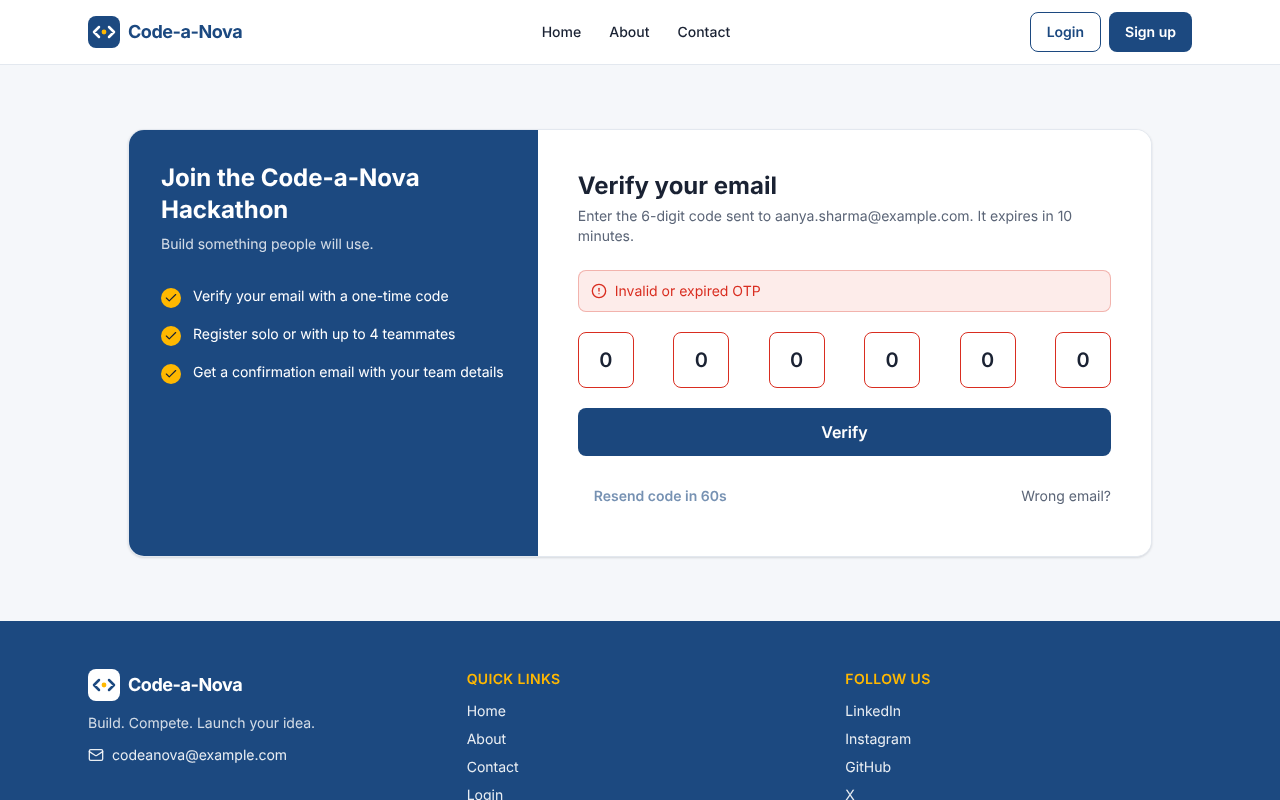 Code-a-Nova
Home
About
Contact
Login
Sign up
Join the Code-a-Nova
Hackathon
Build something people will use.
Verify your email with a one-time code
Register solo or with up to 4 teammates
Get a confirmation email with your team details
Verify your email
Enter the 6-digit code sent to aanya.sharma@example.com. It expires in 10
minutes.
Invalid or expired OTP
0 0 0 0 0 0
Verify
Resend code in 60s
Wrong email?
Code-a-Nova
Build. Compete. Launch your idea.
codeanova@example.com
QUICK LINKS
Home
About
Contact
Login
FOLLOW US
LinkedIn
Instagram
GitHub
X